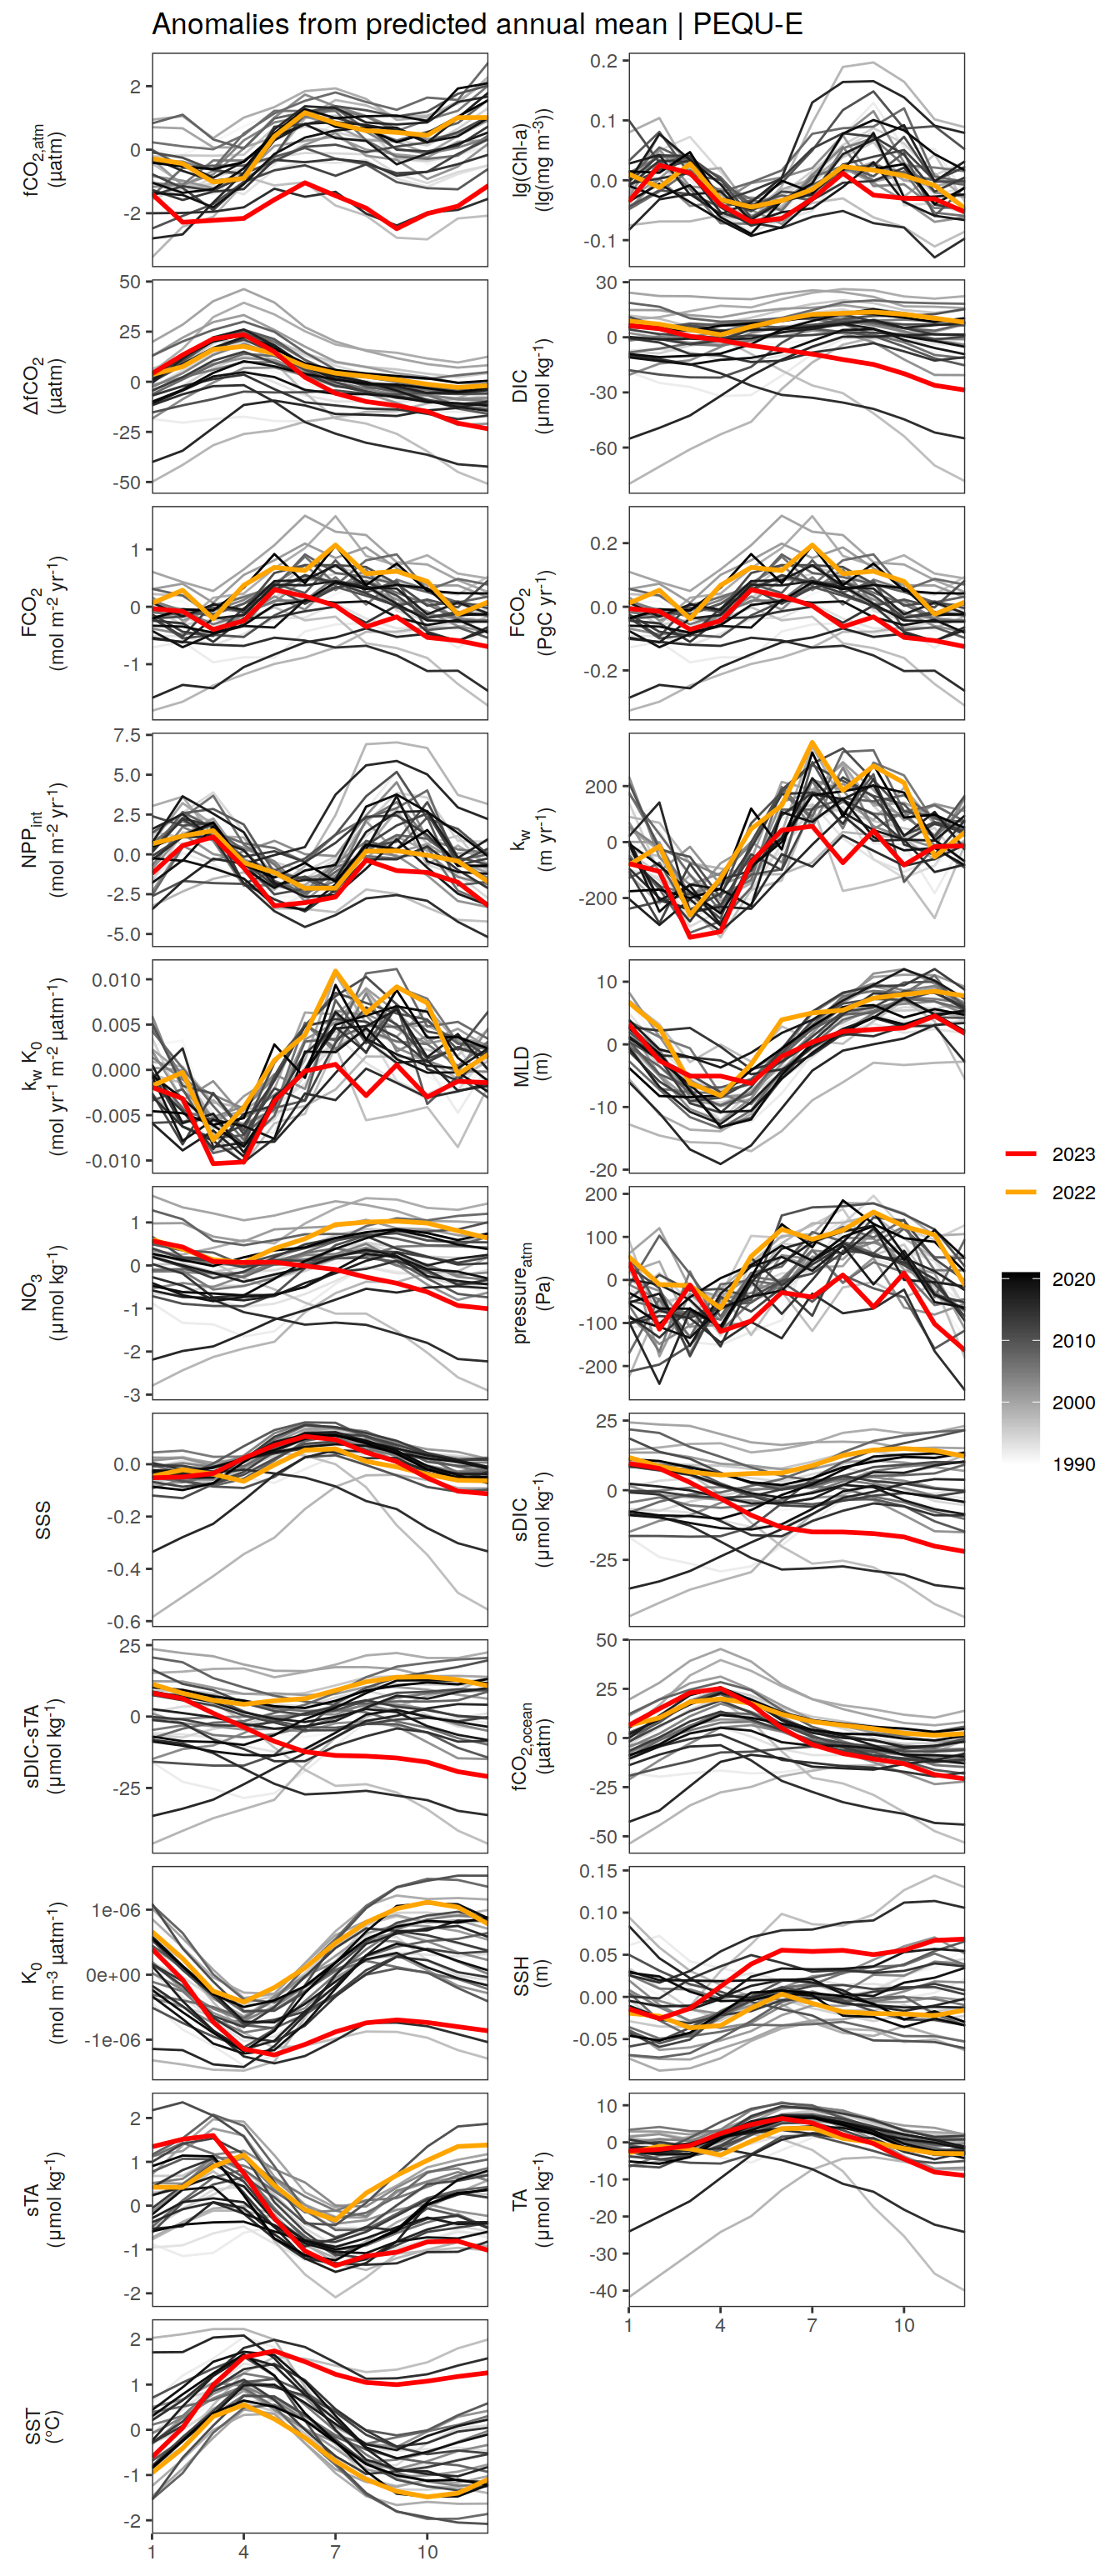 Anomalies from predicted annual mean | PEQU-E
fCO2,atm
(µatm)
2
0
-2
lg(Chl-a)
(lg(mg m-3))
0.2
0.1
0.0
-0.1
ΔfCO2
(µatm)
50
25
0
-25
-50
DIC
(µmol kg-1)
30
0
-30
-60
FCO2
(mol m-2 yr-1)
1
0
-1
FCO2
(PgC yr-1)
0.2
0.0
-0.2
NPPint
(mol m-2 yr-1)
7.5
5.0
2.5
0.0
-2.5
-5.0
kw
(m yr-1)
200
0
-200
kw K0
(mol yr-1 m-2 µatm-1)
0.010
0.005
0.000
-0.005
-0.010
MLD
(m)
10
0
-10
-20
NO3
(µmol kg-1)
1
0
-1
-2
-3
pressureatm
(Pa)
200
100
0
-100
-200
SSS
0.0
-0.2
-0.4
-0.6
sDIC
(µmol kg-1)
25
0
-25
sDIC-sTA
(µmol kg-1)
25
0
-25
fCO2,ocean
(µatm)
50
25
0
-25
-50
K0
(mol m-3 µatm-1)
1e-06
0e+00
-1e-06
SSH
(m)
0.15
0.10
0.05
0.00
-0.05
sTA
(µmol kg-1)
2
1
0
-1
-2
TA
(µmol kg-1)
10
0
-10
-20
-30
-40
1 4 7 10
SST
(°C)
2
1
0
-1
-2
1 4 7 10
2023
2022
2020
2010
2000
1990